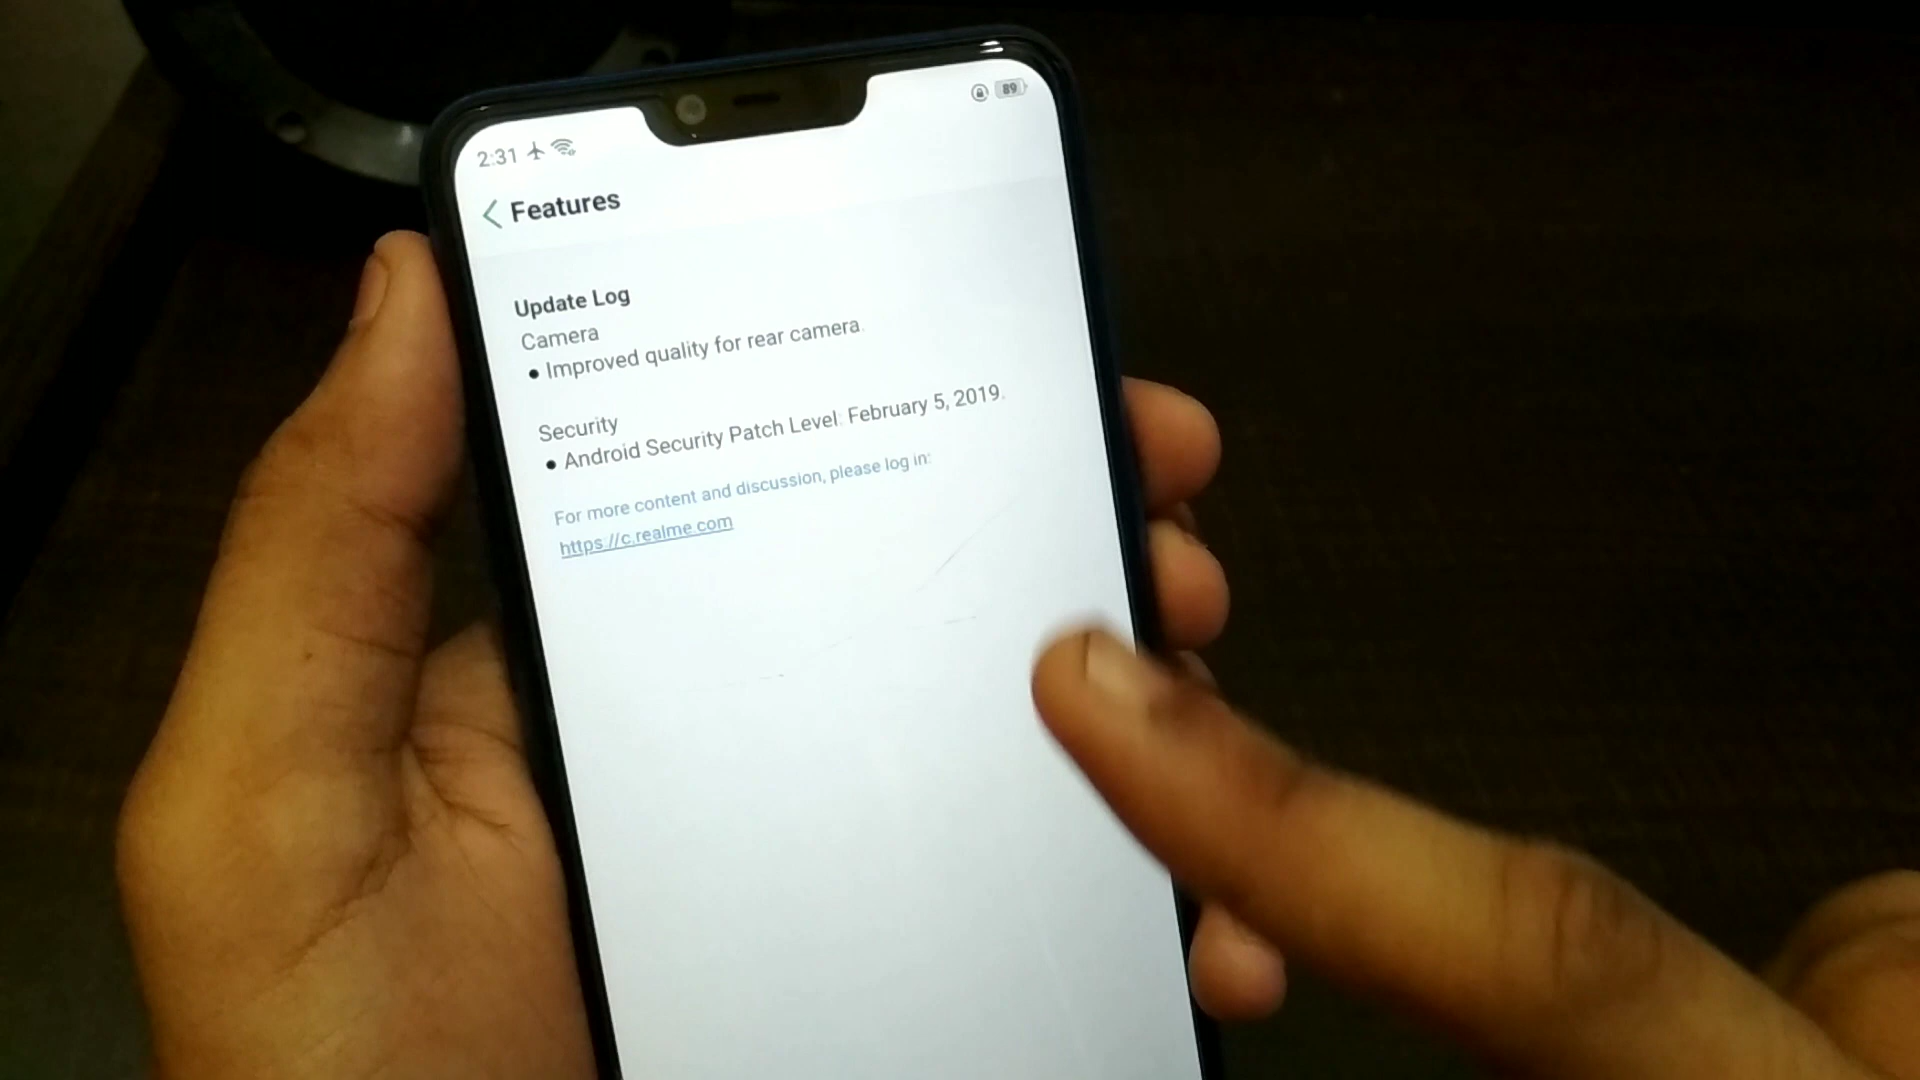 2:31
89
Features
Update Log
Camera
• Improved quality for rear camera.
Security
• Android Security Patch Level: February 5, 2019.
For more content and discussion, please log in:
https://c.realme.com